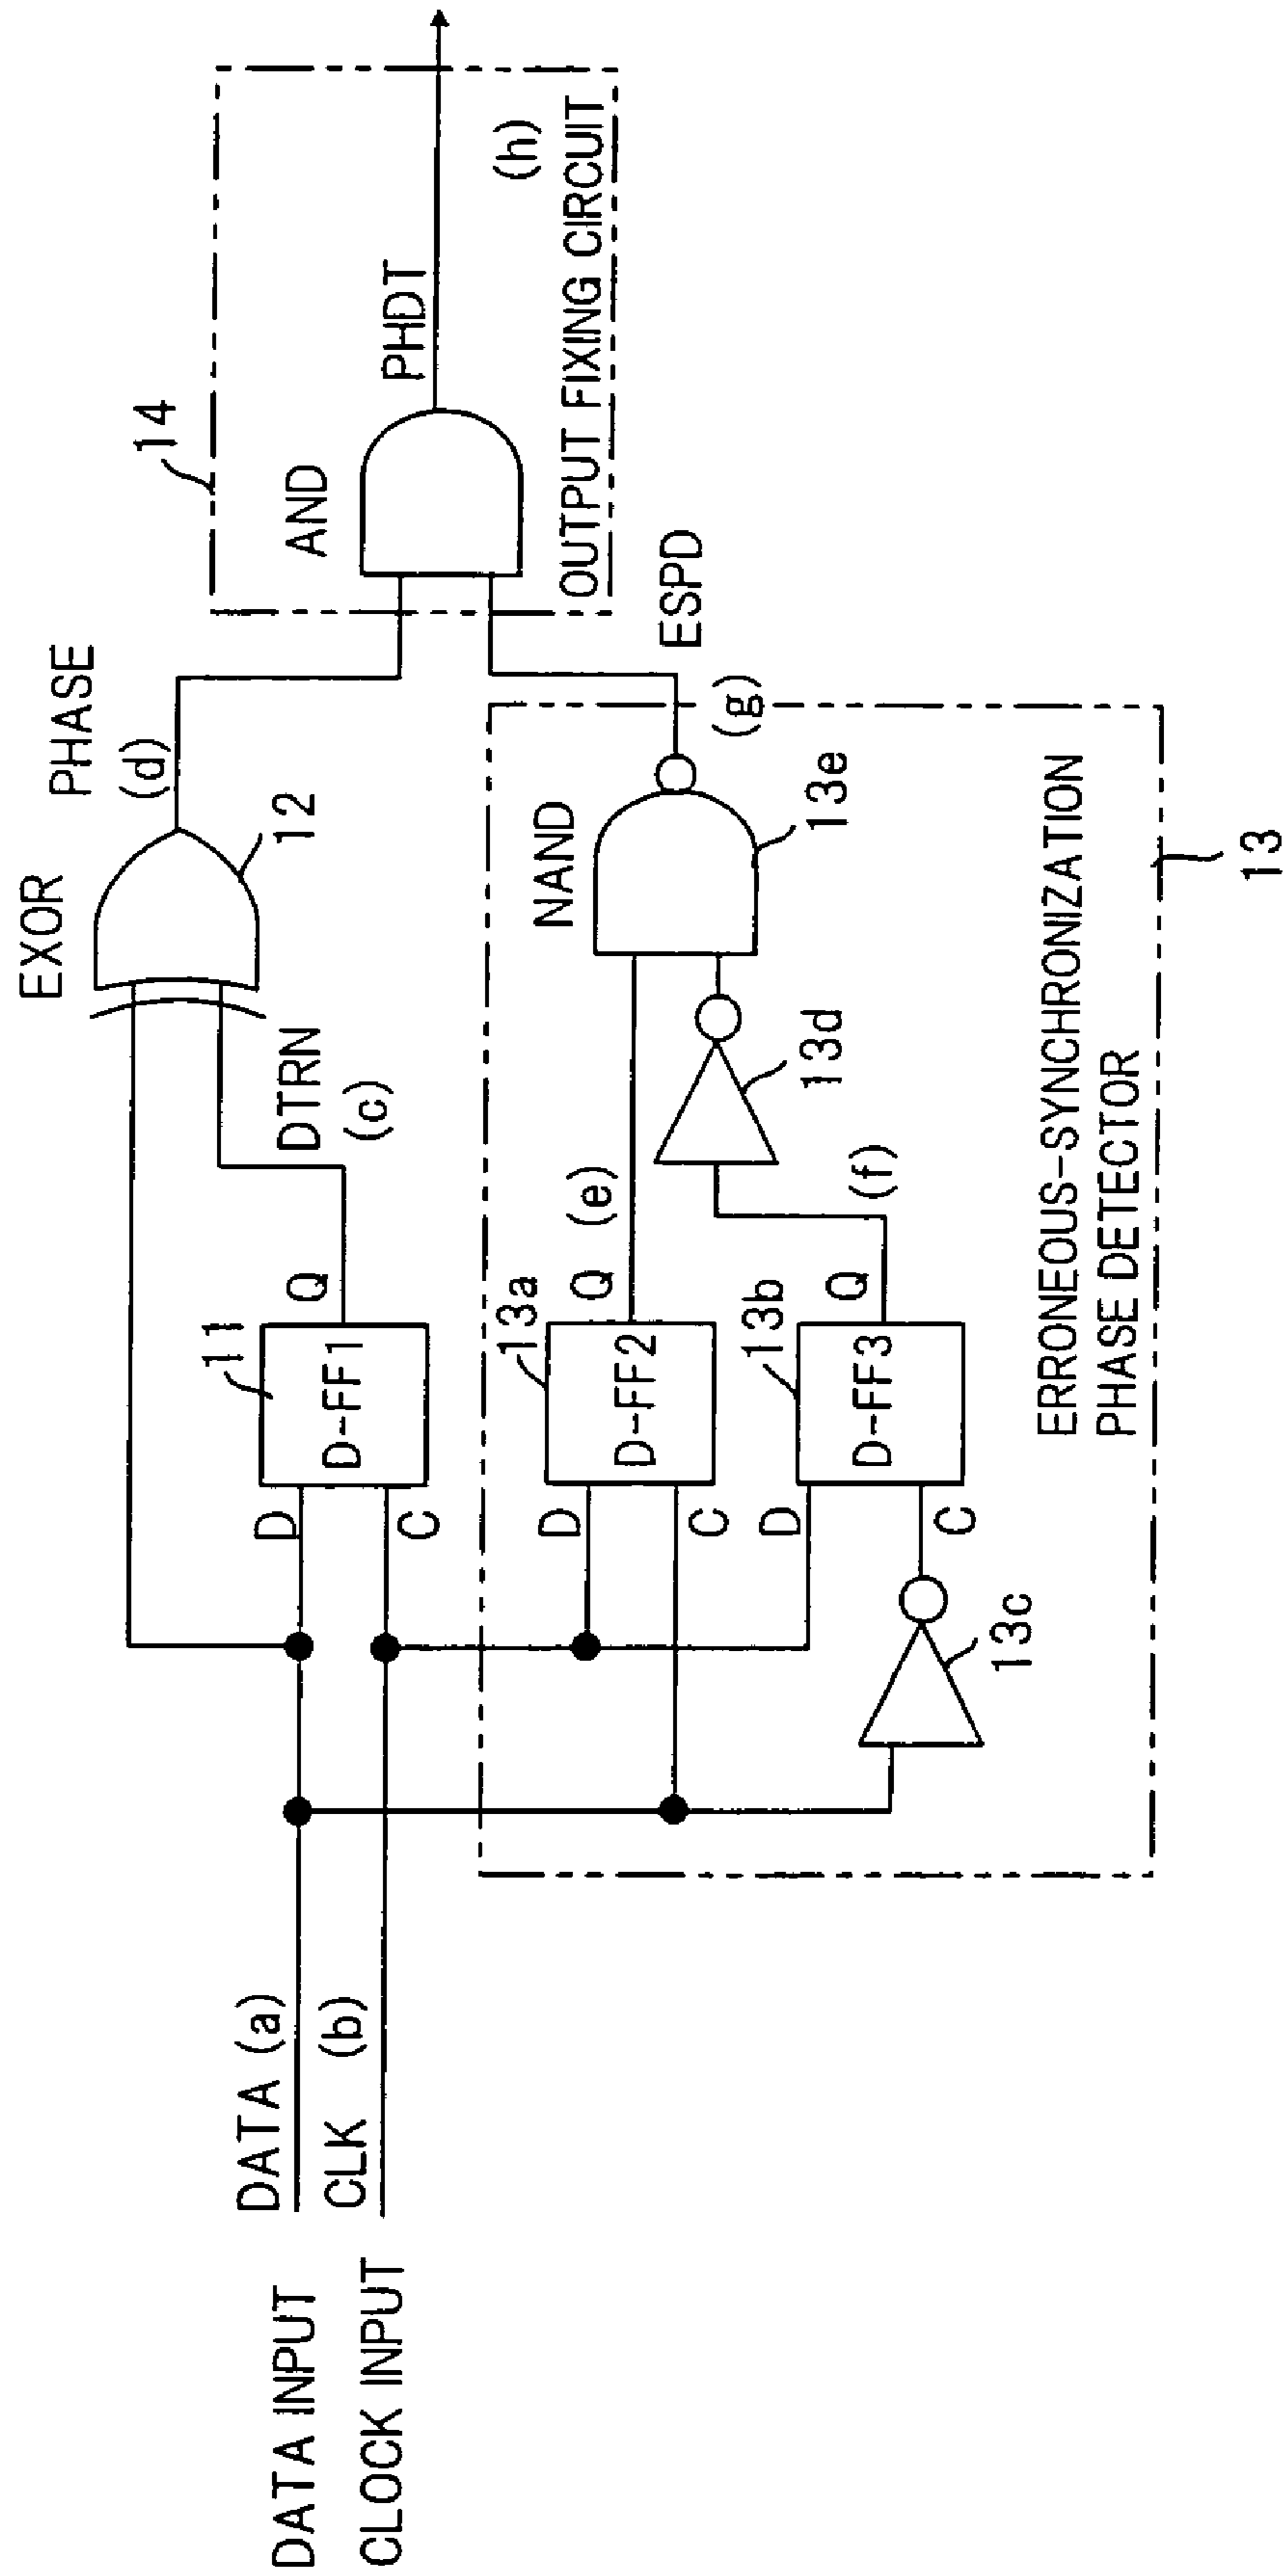 DATA INPUT
CLOCK INPUT
DATA (a)
CLK (b)
D
C
11
D-FF1
Q
DTRN
(c)
EXOR
12
PHASE
(d)
14
AND
PHDT
(h)
OUTPUT FIXING CIRCUIT
D
C
13a
D-FF2
Q
(e)
D
C
13b
D-FF3
Q
(f)
13c
13d
NAND
13e
(g)
ESPD
ERRONEOUS-SYNCHRONIZATION
PHASE DETECTOR
13